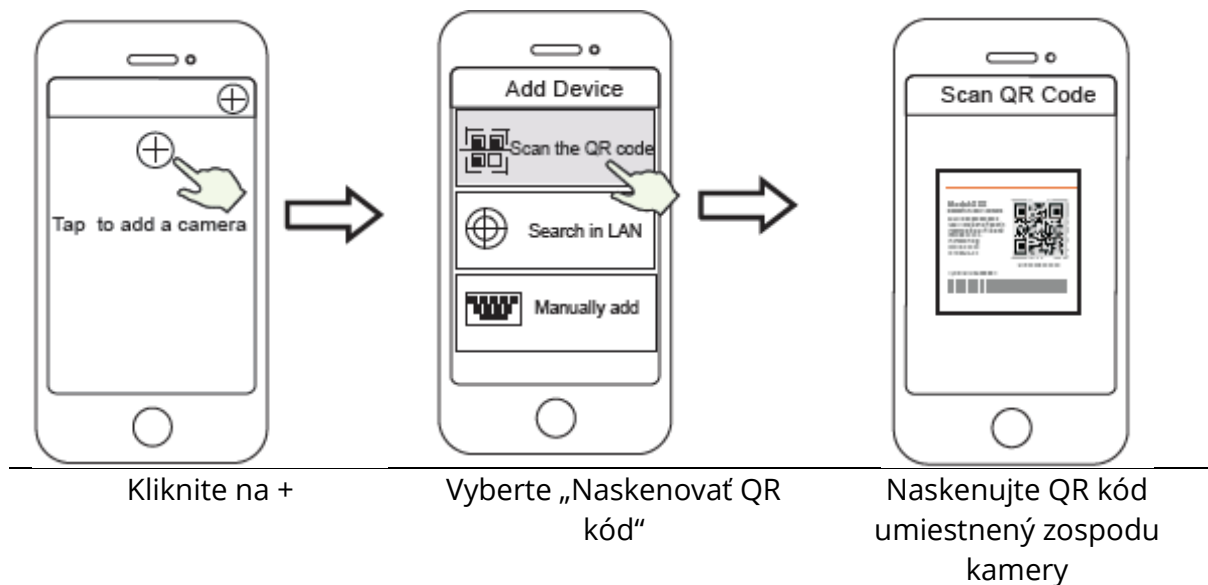 Tap to add a camera
Kliknite na +
Add Device
Scan the QR code
Search in LAN
Manually add
Vyberte „Naskenovať QR
kód“
Scan QR Code
Naskenujte QR kód
umiestnený zospodu
kamery